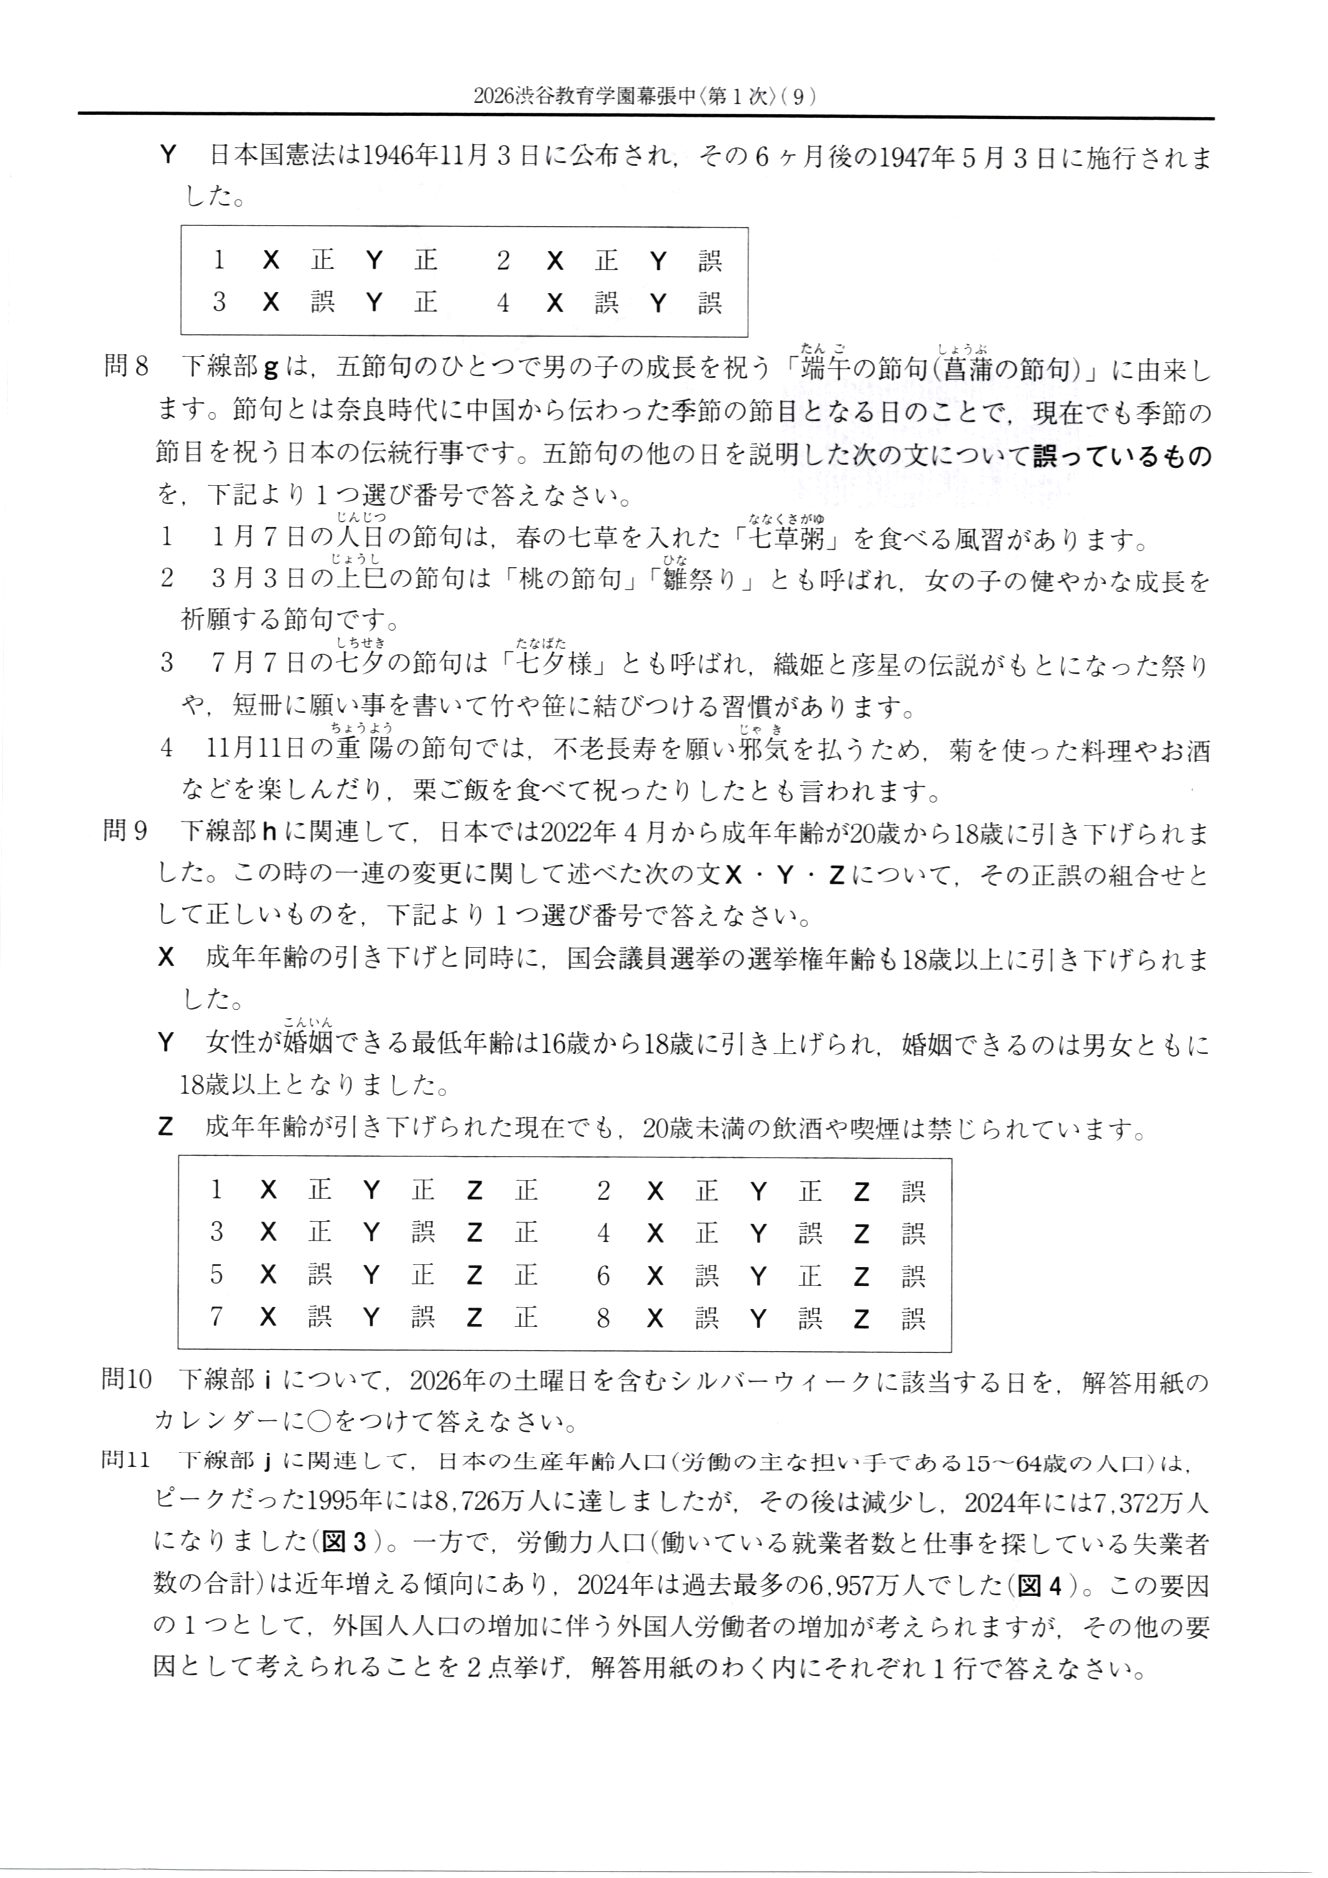 2026渋谷教育学園幕張中〈第1次〉(9)
Y 日本国憲法は1946年11月3日に公布され，その6ヶ月後の1947年5月3日に施行されま
した。
1 X 正 Y 正 2 X 正 Y 誤
3 X 誤 Y 正 4 X 誤 Y 誤
問8 下線部gは，五節句のひとつで男の子の成長を祝う「端午の節句(菖蒲の節句)」に由来し
ます。節句とは奈良時代に中国から伝わった季節の節目となる日のことで，現在でも季節の
節目を祝う日本の伝統行事です。五節句の他の日を説明した次の文について誤っているもの
を，下記より1つ選び番号で答えなさい。
1 1月7日の人日の節句は，春の七草を入れた「七草粥」を食べる風習があります。
2 3月3日の上巳の節句は「桃の節句」「雛祭り」とも呼ばれ，女の子の健やかな成長を
祈願する節句です。
3 7月7日の七夕の節句は「七夕様」とも呼ばれ，織姫と彦星の伝説がもとになった祭り
や，短冊に願い事を書いて竹や笹に結びつける習慣があります。
4 11月11日の重陽の節句では，不老長寿を願い邪気を払うため，菊を使った料理やお酒
などを楽しんだり，栗ご飯を食べて祝ったりしたとも言われます。
問9 下線部hに関連して，日本では2022年4月から成年年齢が20歳から18歳に引き下げられま
した。この時の一連の変更に関して述べた次の文X・Y・Zについて，その正誤の組合せと
して正しいものを，下記より1つ選び番号で答えなさい。
X 成年年齢の引き下げと同時に，国会議員選挙の選挙権年齢も18歳以上に引き下げられま
した。
Y 女性が婚姻できる最低年齢は16歳から18歳に引き上げられ，婚姻できるのは男女ともに
18歳以上となりました。
Z 成年年齢が引き下げられた現在でも，20歳未満の飲酒や喫煙は禁じられています。
1 X 正 Y 正 Z 正 2 X 正 Y 正 Z 誤
3 X 正 Y 誤 Z 正 4 X 正 Y 誤 Z 誤
5 X 誤 Y 正 Z 正 6 X 誤 Y 正 Z 誤
7 X 誤 Y 誤 Z 正 8 X 誤 Y 誤 Z 誤
問10 下線部iについて，2026年の土曜日を含むシルバーウィークに該当する日を，解答用紙の
カレンダーに○をつけて答えなさい。
問11 下線部jに関連して，日本の生産年齢人口(労働の主な担い手である15～64歳の人口)は，
ピークだった1995年には8,726万人に達しましたが，その後は減少し，2024年には7,372万人
になりました(図3)。一方で，労働力人口(働いている就業者数と仕事を探している失業者
数の合計)は近年増える傾向にあり，2024年は過去最多の6,957万人でした(図4)。この要因
の1つとして，外国人人口の増加に伴う外国人労働者の増加が考えられますが，その他の要
因として考えられることを2点挙げ，解答用紙のわく内にそれぞれ1行で答えなさい。